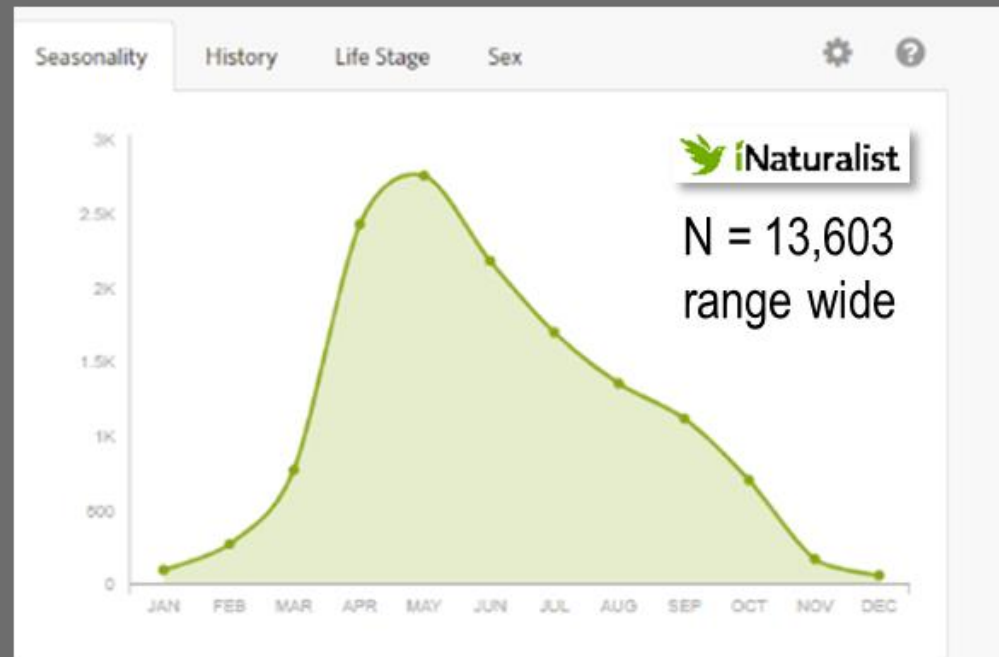 Seasonality History Life Stage Sex
iNaturalist
N = 13,603
range wide
3K
2.5K
2K
1.5K
1K
500
0
JAN FEB MAR APR MAY JUN JUL AUG SEP OCT NOV DEC